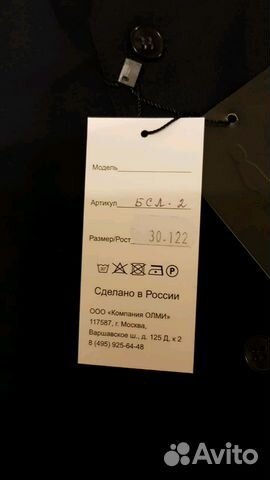 Модель
Артикул БСЛ-2
Размер/Рост 30-122
Сделано в России
ООО «Компания ОЛМИ»
117587, г. Москва,
Варшавское ш., д. 125 Д, к 2
8 (495) 925-64-48
Avito